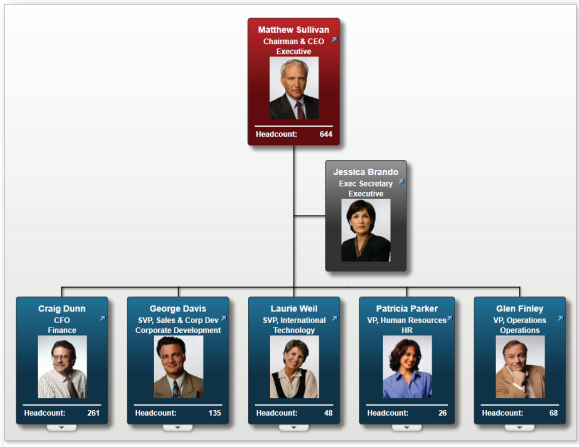 Matthew Sullivan
Chairman & CEO
Executive
Headcount: 644
Jessica Brando
Exec Secretary
Executive
Craig Dunn
CFO
Finance
Headcount: 261
George Davis
SVP, Sales & Corp Dev
Corporate Development
Headcount: 135
Laurie Weil
SVP, International
Technology
Headcount: 48
Patricia Parker
VP, Human Resources
HR
Headcount: 26
Glen Finley
VP, Operations
Operations
Headcount: 68